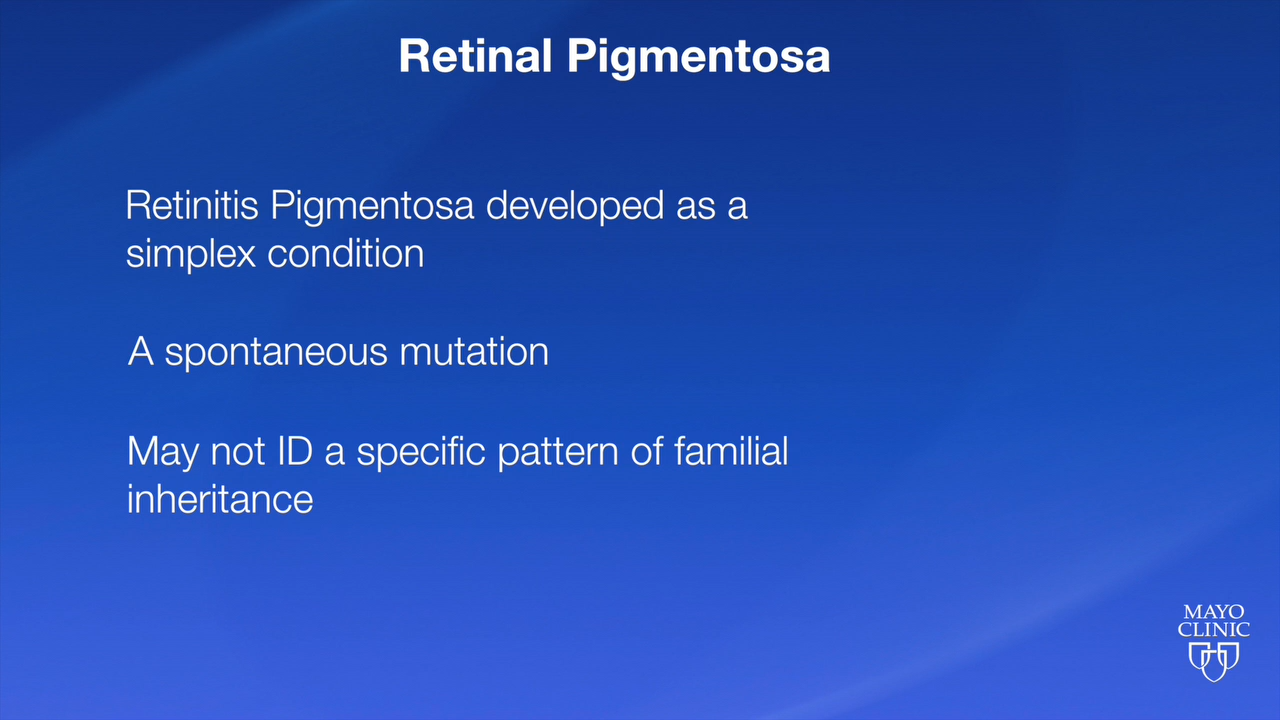 Retinal Pigmentosa
Retinitis Pigmentosa developed as a
simplex condition
A spontaneous mutation
May not ID a specific pattern of familial
inheritance
MAYO
CLINIC